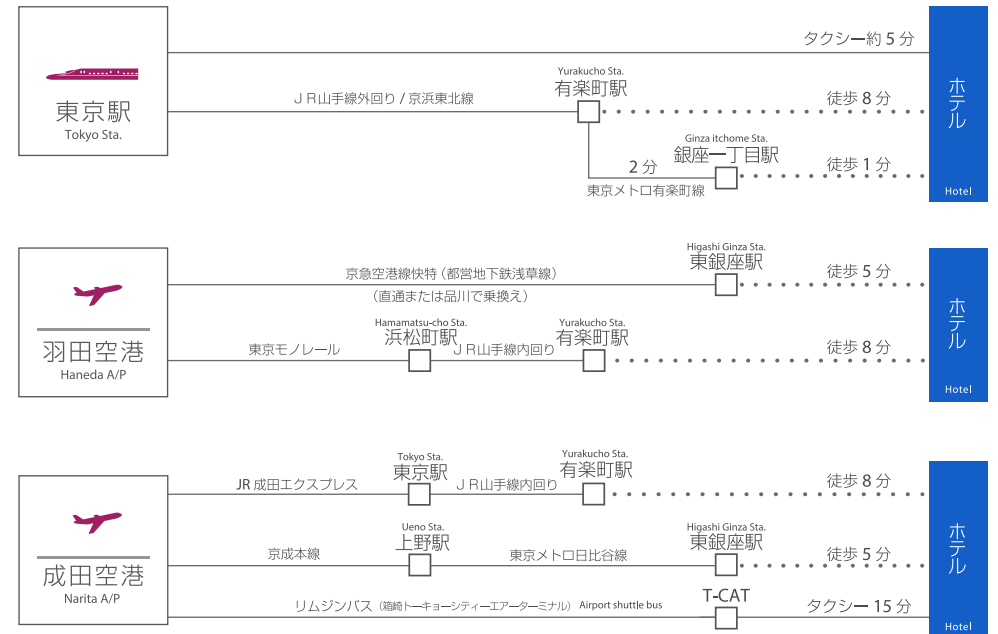 タクシー約 5 分
東京駅
Tokyo Sta.
ＪＲ山手線外回り / 京浜東北線
Yurakucho Sta.
有楽町駅
徒歩 8 分
Ginza itchome Sta.
銀座一丁目駅
2 分
東京メトロ有楽町線
徒歩 1 分
ホテル
Hotel
羽田空港
Haneda A/P
京急空港線快特（都営地下鉄浅草線）
（直通または品川で乗換え）
Higashi Ginza Sta.
東銀座駅
徒歩 5 分
東京モノレール
Hamamatsu-cho Sta.
浜松町駅
ＪＲ山手線内回り
Yurakucho Sta.
有楽町駅
徒歩 8 分
ホテル
Hotel
成田空港
Narita A/P
JR 成田エクスプレス
Tokyo Sta.
東京駅
ＪＲ山手線内回り
Yurakucho Sta.
有楽町駅
徒歩 8 分
京成本線
Ueno Sta.
上野駅
東京メトロ日比谷線
Higashi Ginza Sta.
東銀座駅
徒歩 5 分
リムジンバス（箱崎トーキョーシティーエアーターミナル）Airport shuttle bus
T-CAT
タクシー 15 分
ホテル
Hotel